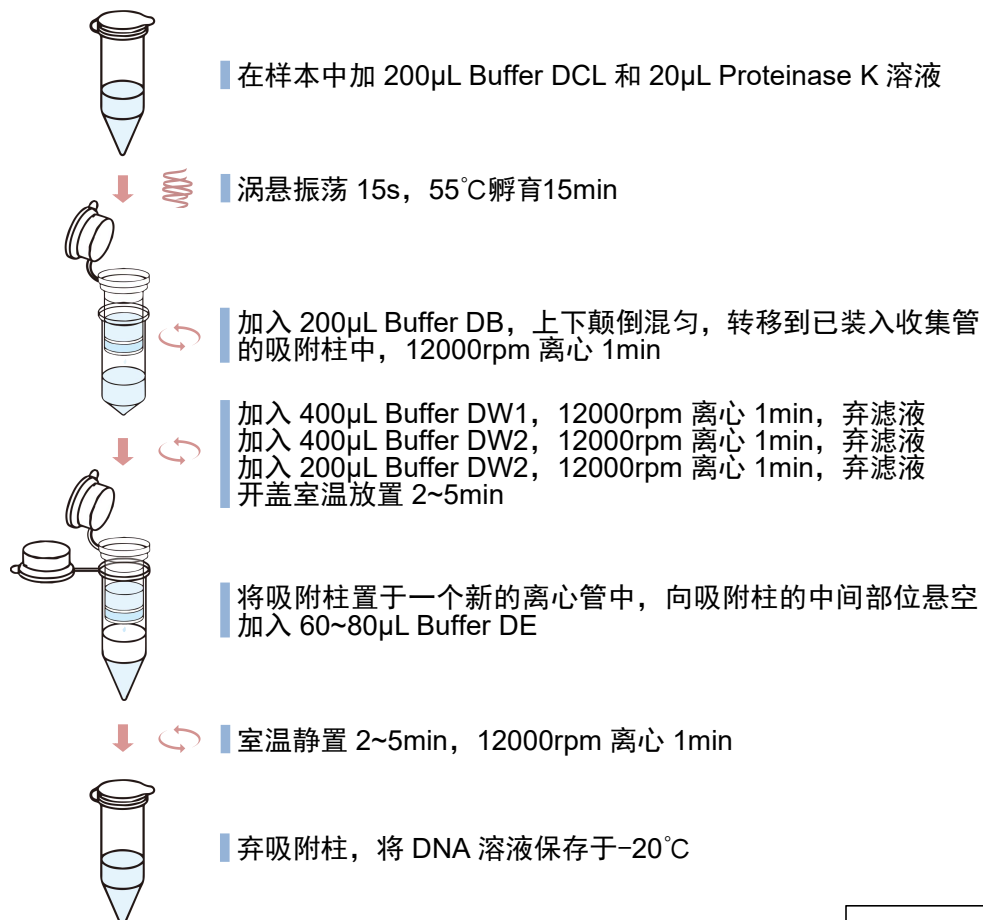 在样本中加 200μL Buffer DCL 和 20μL Proteinase K 溶液
涡悬振荡 15s，55℃孵育15min
加入 200μL Buffer DB，上下颠倒混匀，转移到已装入收集管
的吸附柱中，12000rpm 离心 1min
加入 400μL Buffer DW1，12000rpm 离心 1min，弃滤液
加入 400μL Buffer DW2，12000rpm 离心 1min，弃滤液
加入 200μL Buffer DW2，12000rpm 离心 1min，弃滤液
开盖室温放置 2~5min
将吸附柱置于一个新的离心管中，向吸附柱的中间部位悬空
加入 60~80μL Buffer DE
室温静置 2~5min，12000rpm 离心 1min
弃吸附柱，将 DNA 溶液保存于-20℃